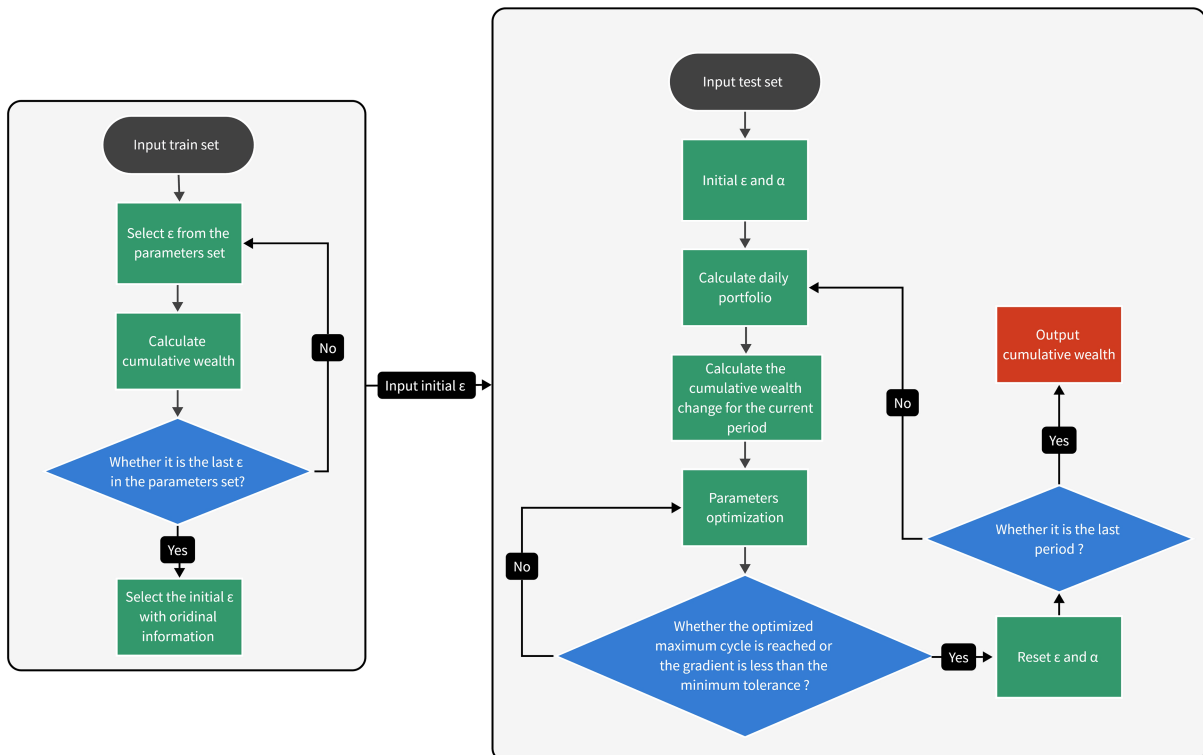 Input train set
Select ε from the
parameters set
Calculate
cumulative wealth
No
Whether it is the last ε
in the parameters set?
Yes
Select the initial ε
with oridinal
information
Input initial ε
Input test set
Initial ε and α
Calculate daily
portfolio
Calculate the
cumulative wealth
change for the current
period
Parameters
optimization
No
Whether the optimized
maximum cycle is reached or
the gradient is less than the
minimum tolerance ?
Yes
Reset ε and α
Whether it is the last
period ?
No
Yes
Output
cumulative wealth